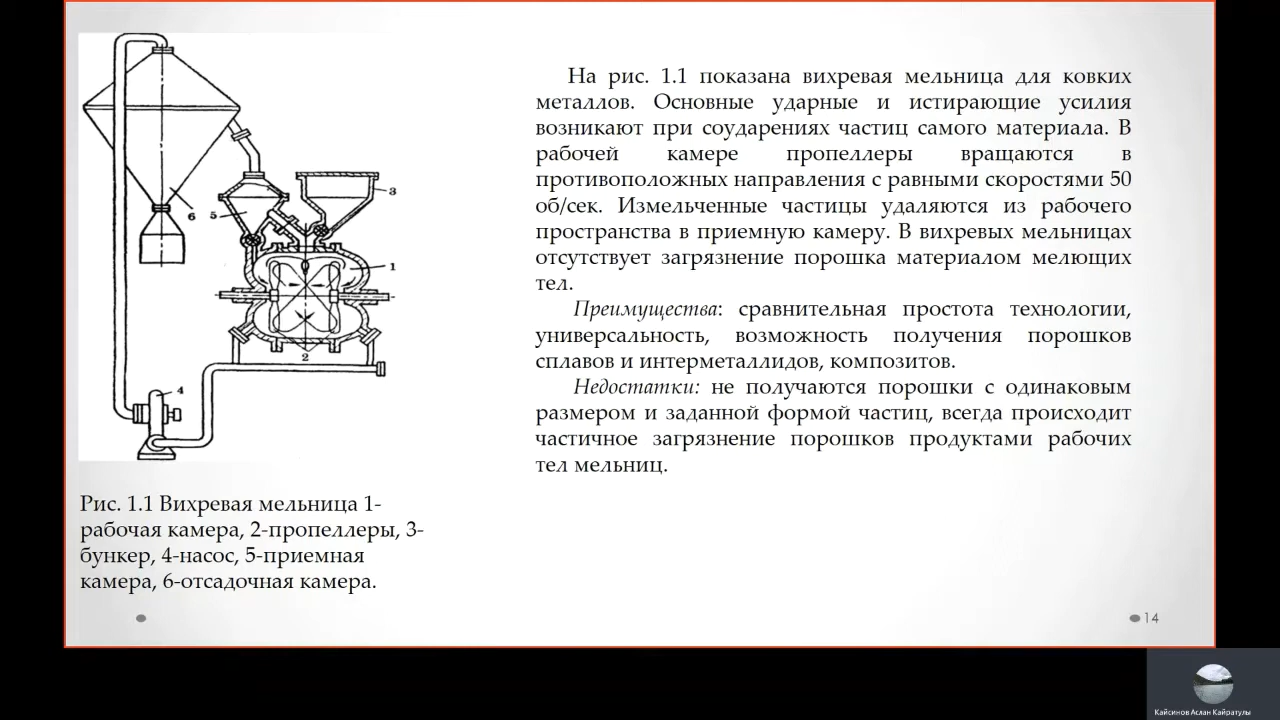 6
5
3
1
2
4
Рис. 1.1 Вихревая мельница 1-
рабочая камера, 2-пропеллеры, 3-
бункер, 4-насос, 5-приемная
камера, 6-отсадочная камера.
На рис. 1.1 показана вихревая мельница для ковких
металлов. Основные ударные и истирающие усилия
возникают при соударениях частиц самого материала. В
рабочей камере пропеллеры вращаются в
противоположных направления с равными скоростями 50
об/сек. Измельченные частицы удаляются из рабочего
пространства в приемную камеру. В вихревых мельницах
отсутствует загрязнение порошка материалом мелющих
тел.
Преимущества: сравнительная простота технологии,
универсальность, возможность получения порошков
сплавов и интерметаллидов, композитов.
Недостатки: не получаются порошки с одинаковым
размером и заданной формой частиц, всегда происходит
частичное загрязнение порошков продуктами рабочих
тел мельниц.
14
Кайсинов Аслан Кайратулы